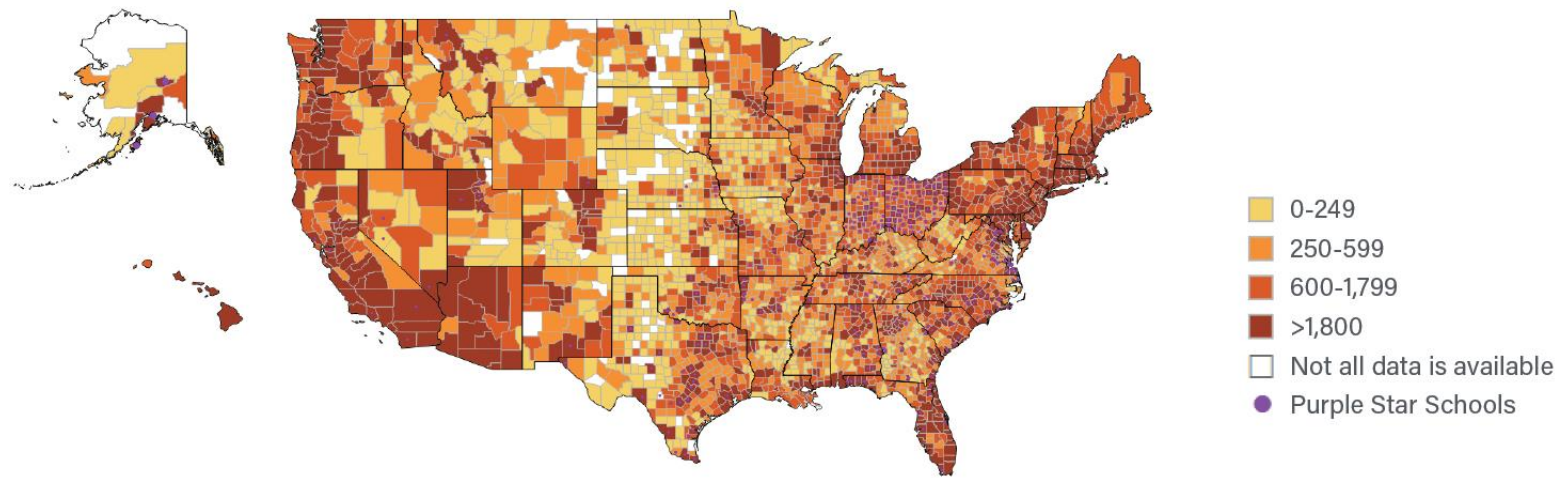 0-249
250-599
600-1,799
>1,800
Not all data is available
Purple Star Schools